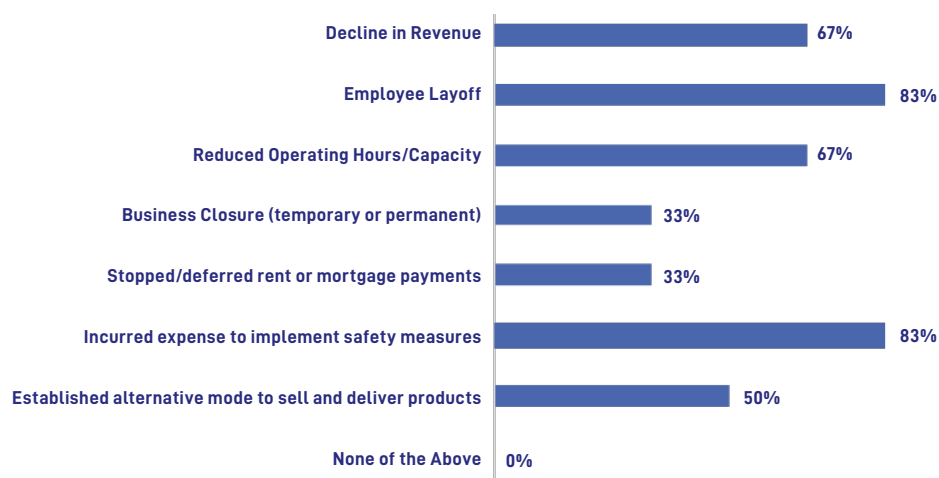 Decline in Revenue 67%
Employee Layoff 83%
Reduced Operating Hours/Capacity 67%
Business Closure (temporary or permanent) 33%
Stopped/deferred rent or mortgage payments 33%
Incurred expense to implement safety measures 83%
Established alternative mode to sell and deliver products 50%
None of the Above 0%